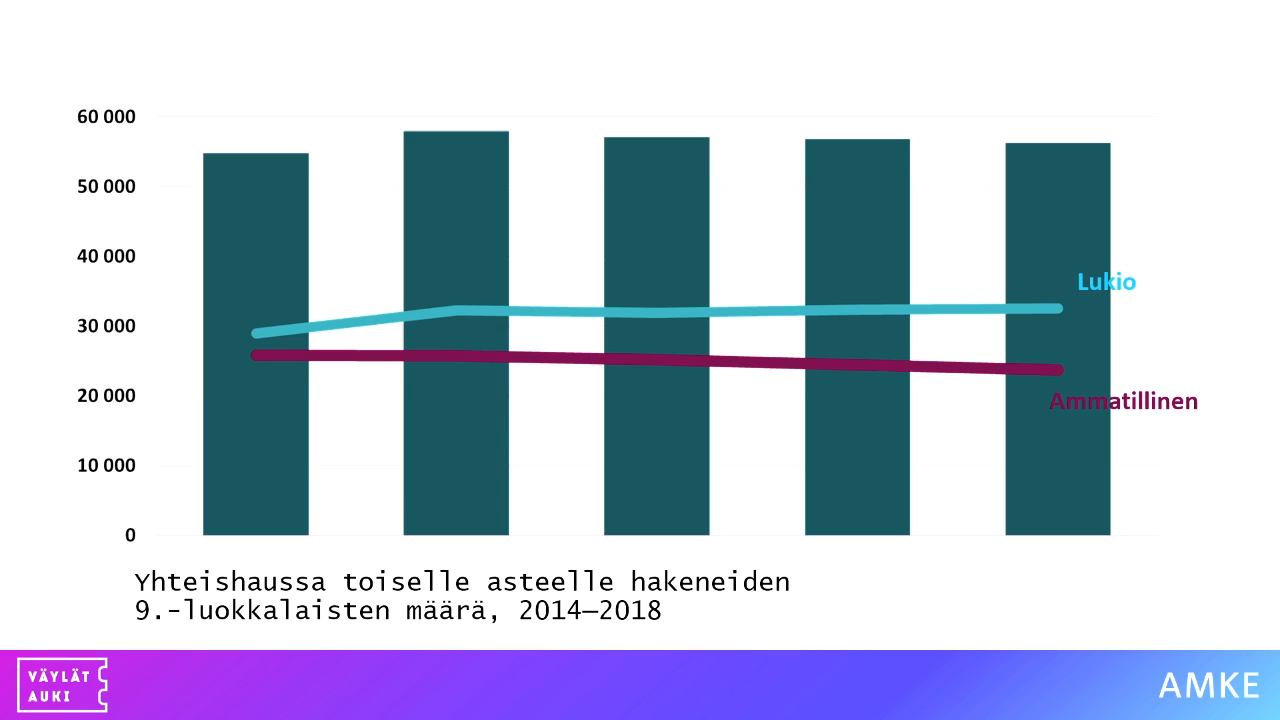 60 000
50 000
40 000
30 000
20 000
10 000
0
Lukio
Ammatillinen
Yhteishaussa toiselle asteelle hakeneiden
9.-luokkalaisten määrä, 2014–2018
VÄYLÄT
AUKI
AMKE